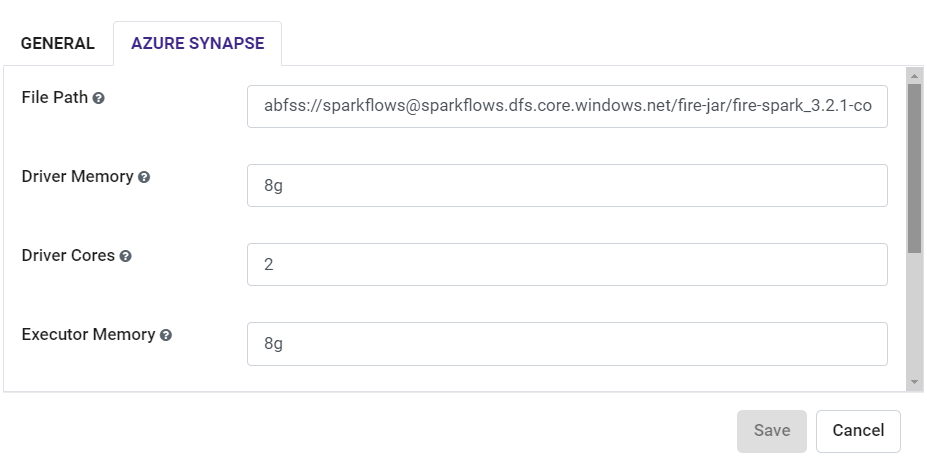 GENERAL AZURE SYNAPSE
File Path abfss://sparkflows@sparkflows.dfs.core.windows.net/fire-jar/fire-spark_3.2.1-co
Driver Memory 8g
Driver Cores 2
Executor Memory 8g
Save Cancel